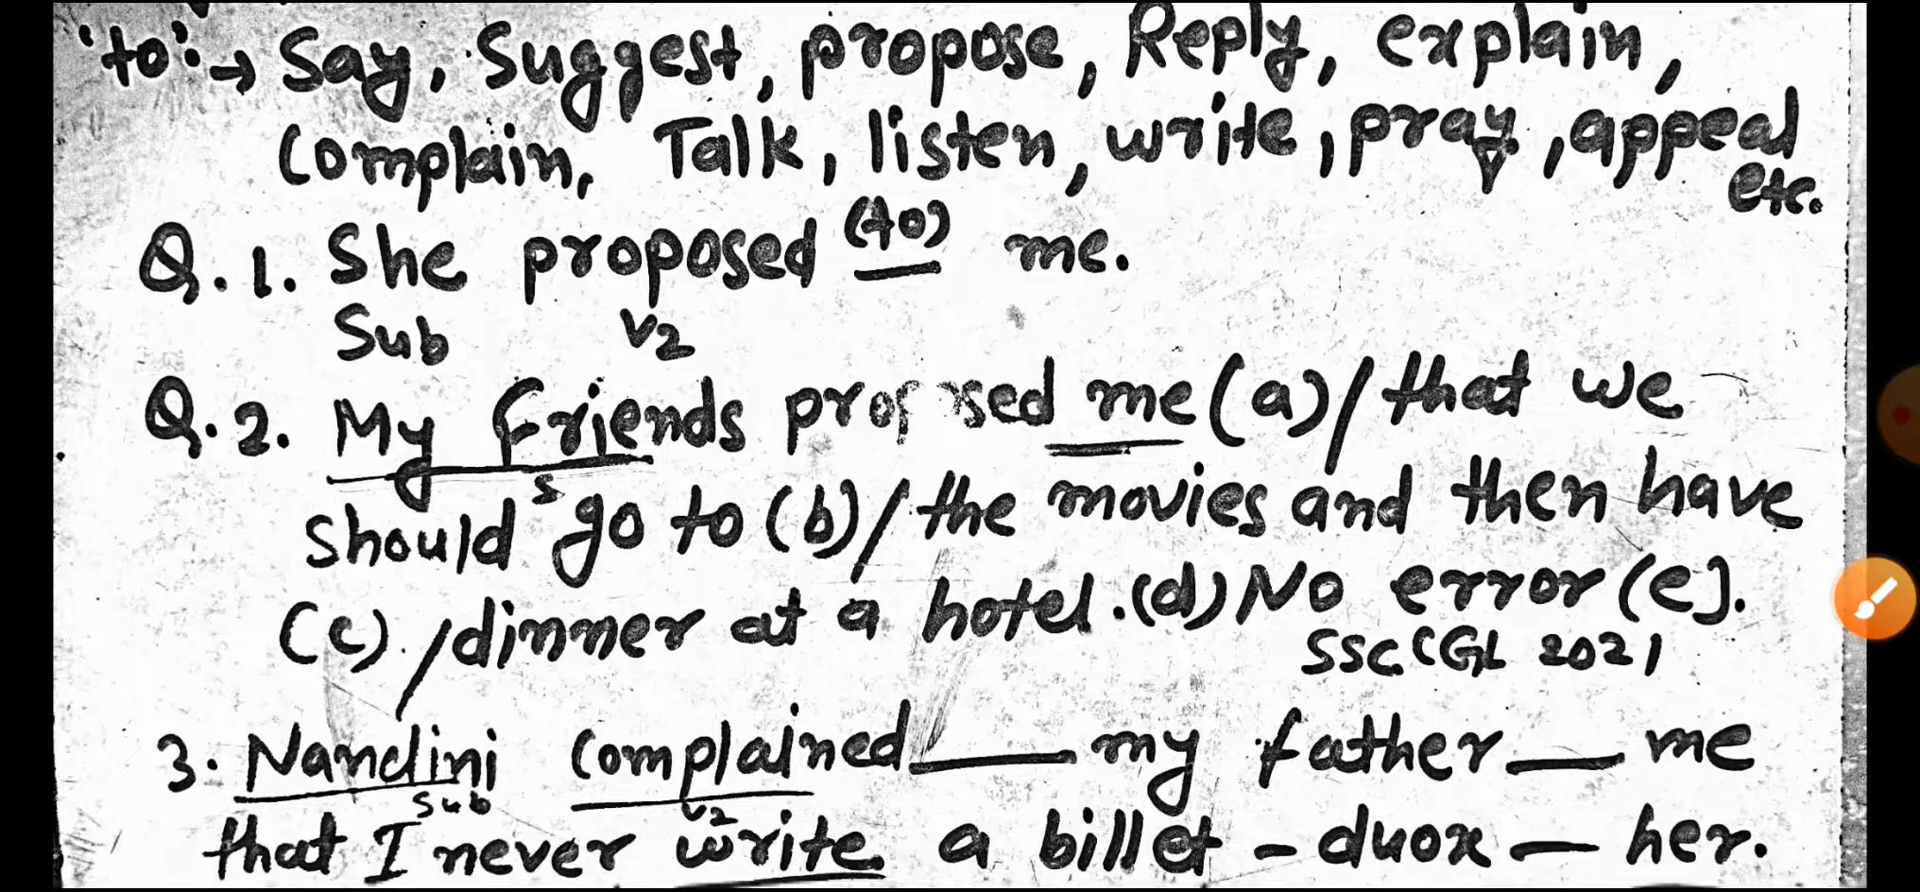 'to':→ Say, Suggest, propose, Reply, explain,
Complain, Talk, listen, write, pray, appeal
etc.
Q.1. She proposed (to) me.
Sub V2
Q.2. My friends proposed me (a)/ that we
S
should go to (b)/ the movies and then have
(c)./dinner at a hotel.(d) No error (e).
SSC CGL 2021
3. Nandini complained ___ my father ___ me
Sub V2
that I never write a billet-duox — her.